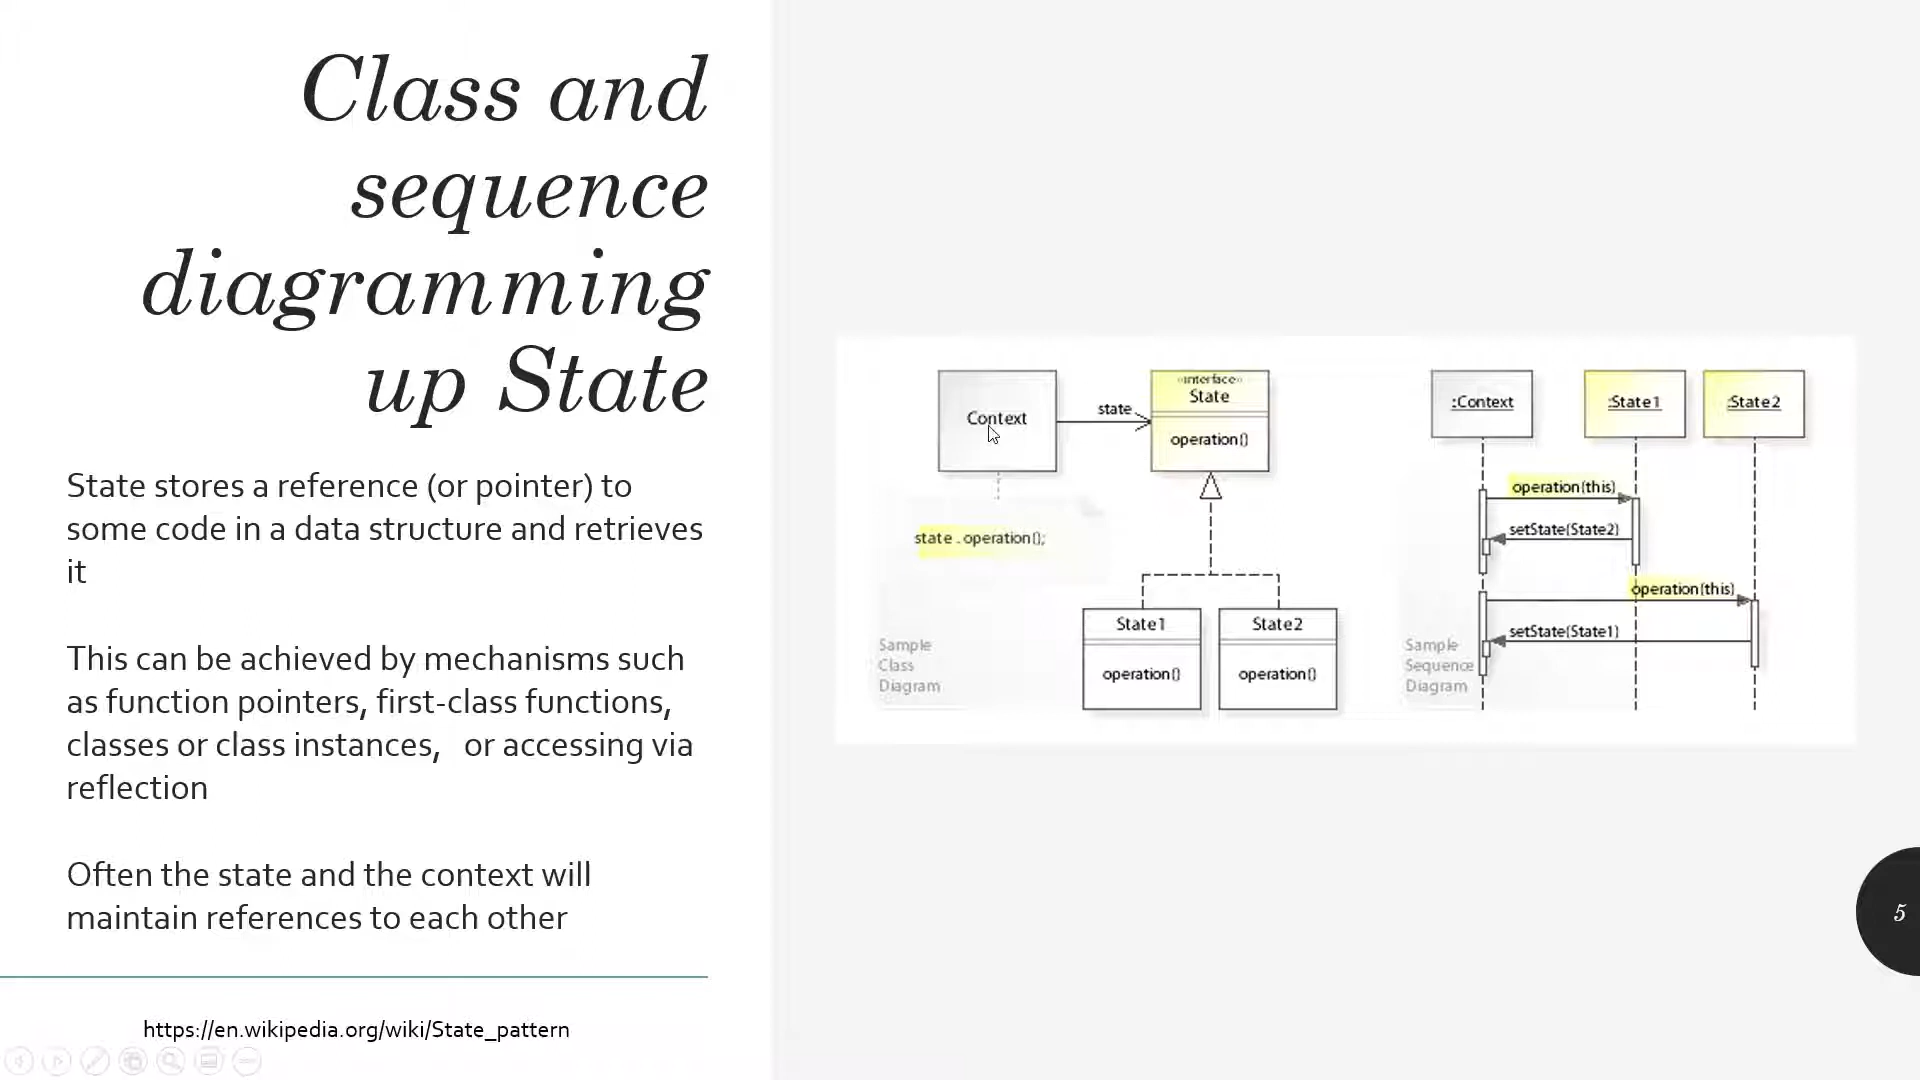 Class and
sequence
diagramming
up State
State stores a reference (or pointer) to
some code in a data structure and retrieves
it
This can be achieved by mechanisms such
as function pointers, first-class functions,
classes or class instances,   or accessing via
reflection
Often the state and the context will
maintain references to each other
https://en.wikipedia.org/wiki/State_pattern
Context
state
«interface»
State
operation()
state . operation();
State1
operation()
State2
operation()
Sample
Class
Diagram
:Context
:State1
:State2
operation(this)
setState(State2)
operation(this)
setState(State1)
Sample
Sequence
Diagram
5